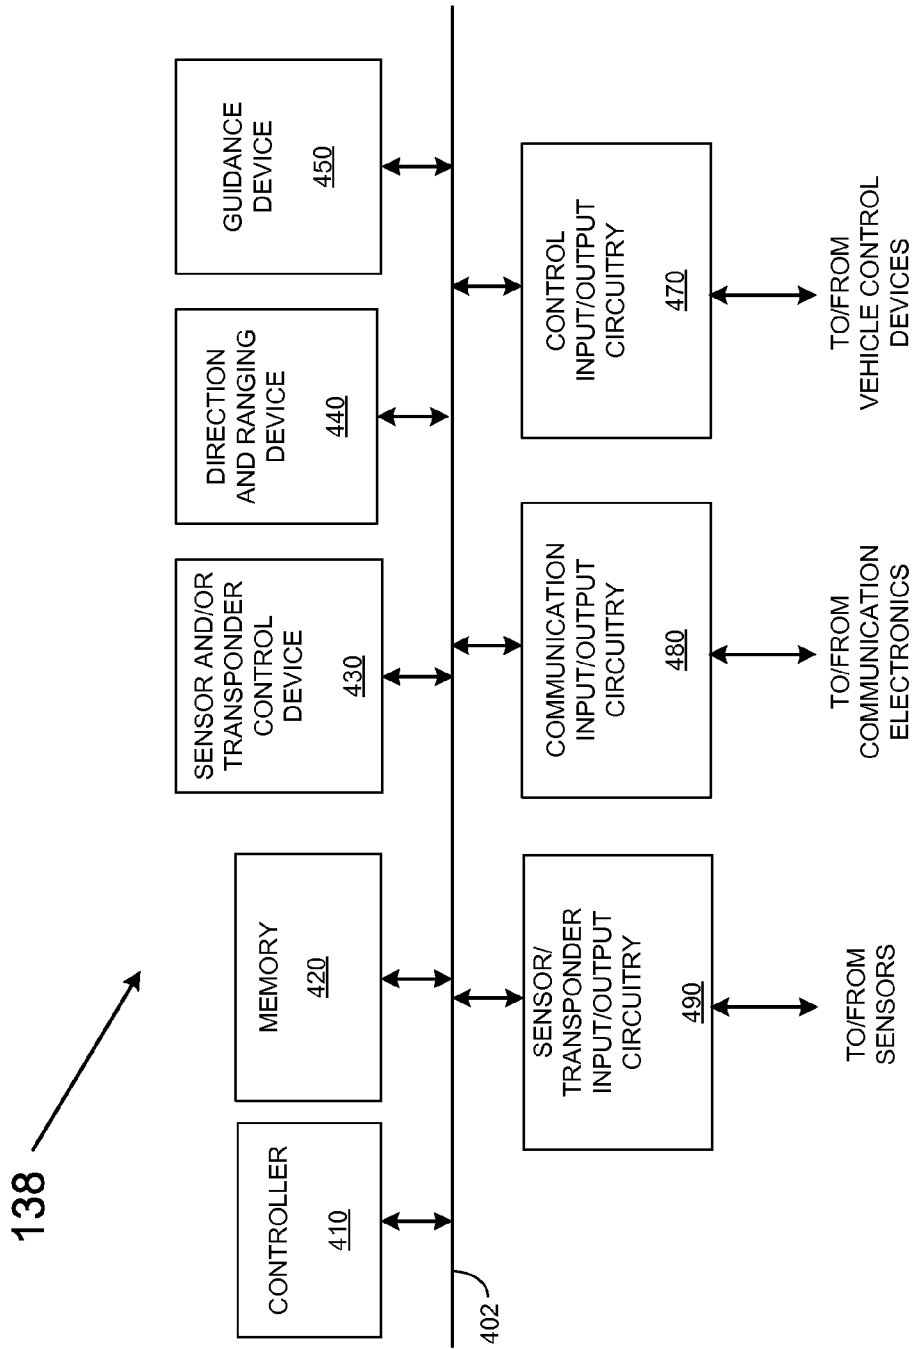 138
CONTROLLER
410
MEMORY
420
SENSOR AND/OR
TRANSPONDER
CONTROL
DEVICE
430
DIRECTION
AND RANGING
DEVICE
440
GUIDANCE
DEVICE
450
402
SENSOR/
TRANSPONDER
INPUT/OUTPUT
CIRCUITRY
490
COMMUNICATION
INPUT/OUTPUT
CIRCUITRY
480
CONTROL
INPUT/OUTPUT
CIRCUITRY
470
TO/FROM
SENSORS
TO/FROM
COMMUNICATION
ELECTRONICS
TO/FROM
VEHICLE CONTROL
DEVICES